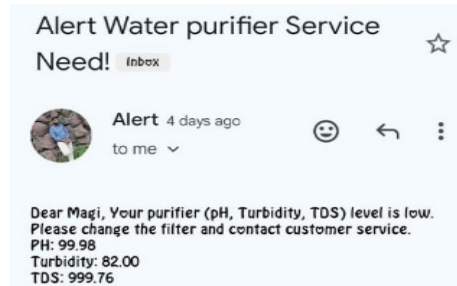 Alert Water purifier Service
Need! Inbox
Alert 4 days ago
to me
Dear Magi, Your purifier (pH, Turbidity, TDS) level is low.
Please change the filter and contact customer service.
PH: 99.98
Turbidity: 82.00
TDS: 999.76